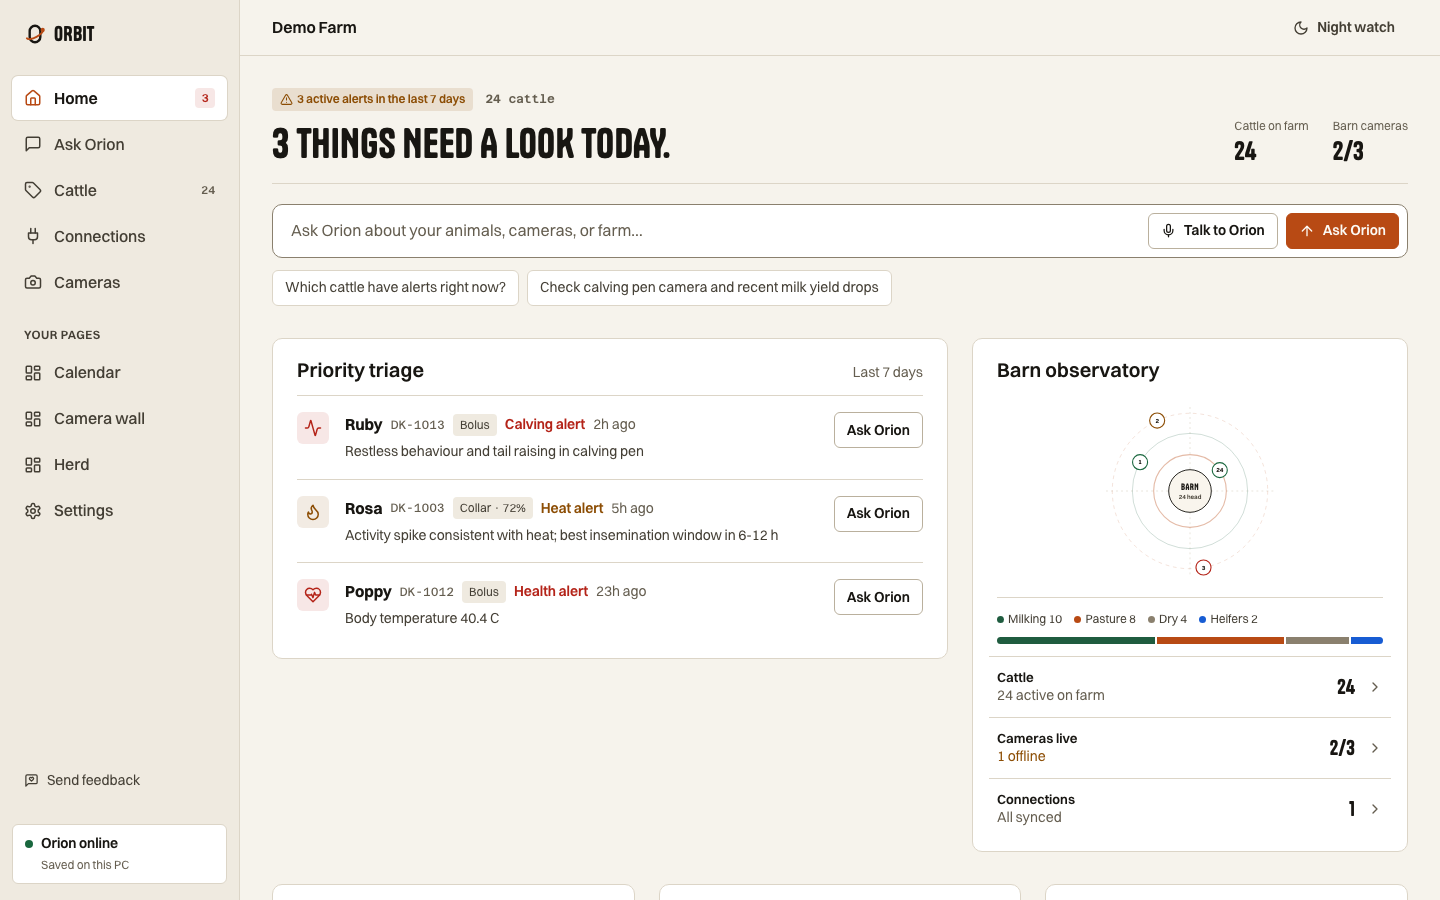 ORBIT
Home 3
Ask Orion
Cattle 24
Connections
Cameras
YOUR PAGES
Calendar
Camera wall
Herd
Settings
Send feedback
Orion online
Saved on this PC
Demo Farm
Night watch
3 active alerts in the last 7 days 24 cattle
3 THINGS NEED A LOOK TODAY.
Cattle on farm
24
Barn cameras
2/3
Ask Orion about your animals, cameras, or farm...
Talk to Orion
Ask Orion
Which cattle have alerts right now?
Check calving pen camera and recent milk yield drops
Priority triage
Last 7 days
Ruby DK-1013 Bolus Calving alert 2h ago
Restless behaviour and tail raising in calving pen
Ask Orion
Rosa DK-1003 Collar · 72% Heat alert 5h ago
Activity spike consistent with heat; best insemination window in 6-12 h
Ask Orion
Poppy DK-1012 Bolus Health alert 23h ago
Body temperature 40.4 C
Ask Orion
Barn observatory
2
1
24
BARN
24 head
3
Milking 10 Pasture 8 Dry 4 Heifers 2
Cattle
24 active on farm
24
Cameras live
1 offline
2/3
Connections
All synced
1